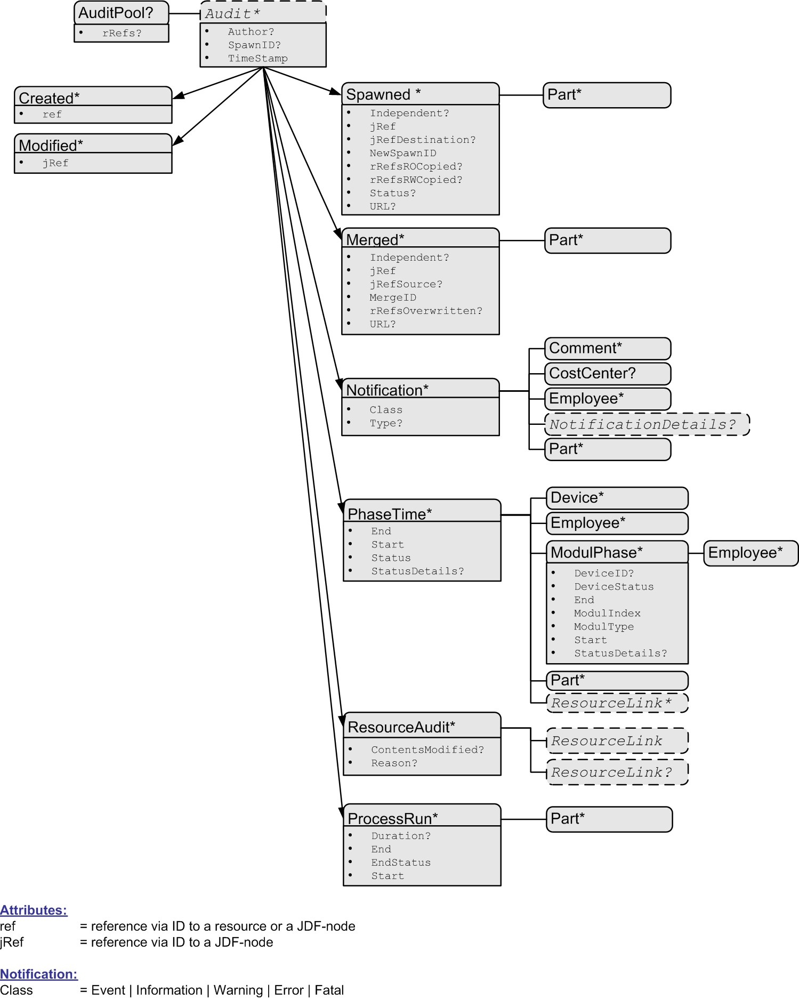 AuditPool?
rRefs?
Audit*
Author?
SpawnID?
TimeStamp
Created*
ref
Modified*
jRef
Spawned *
Independent?
jRef
jRefDestination?
NewSpawnID
rRefsROCopied?
rRefsRWCopied?
Status?
URL?
Part*
Merged*
Independent?
jRef
jRefSource?
MergeID
rRefsOverwritten?
URL?
Part*
Notification*
Class
Type?
Comment*
CostCenter?
Employee*
NotificationDetails?
Part*
PhaseTime*
End
Start
Status
StatusDetails?
Device*
Employee*
ModulPhase*
DeviceID?
DeviceStatus
End
ModulIndex
ModulType
Start
StatusDetails?
Employee*
Part*
ResourceLink*
ResourceAudit*
ContentsModified?
Reason?
ResourceLink
ResourceLink?
ProcessRun*
Duration?
End
EndStatus
Start
Part*
Attributes:
ref = reference via ID to a resource or a JDF-node
jRef = reference via ID to a JDF-node
Notification:
Class = Event | Information | Warning | Error | Fatal